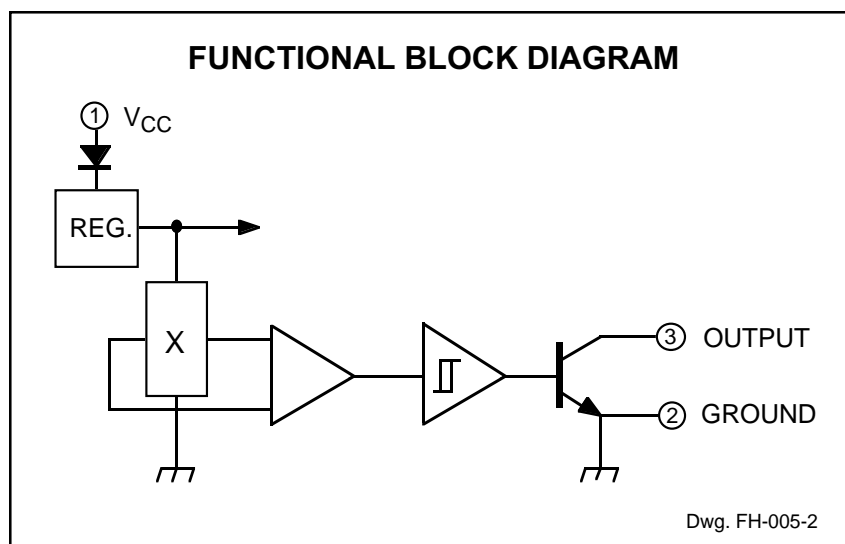 FUNCTIONAL BLOCK DIAGRAM
1 VCC
REG.
X
3 OUTPUT
2 GROUND
Dwg. FH-005-2